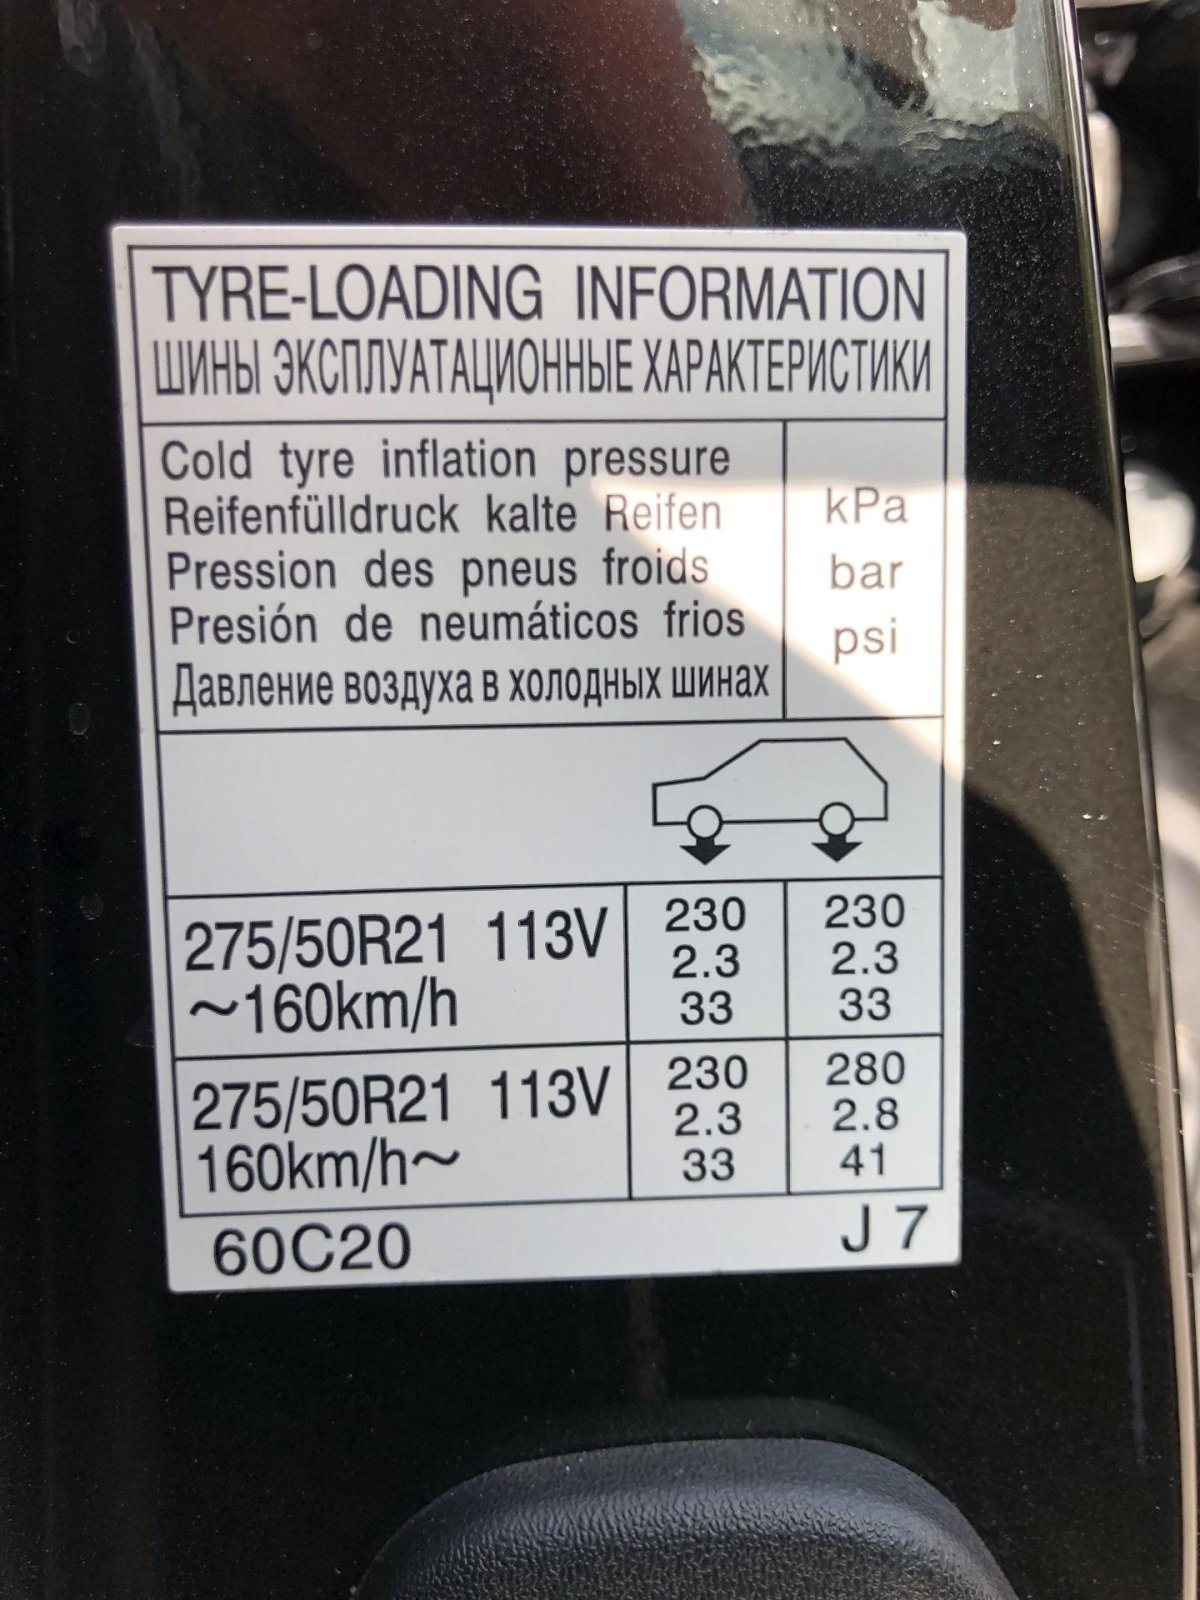 TYRE-LOADING INFORMATION
ШИНЫ ЭКСПЛУАТАЦИОННЫЕ ХАРАКТЕРИСТИКИ
Cold tyre inflation pressure
Reifenfülldruck kalte Reifen
Pression des pneus froids
Presión de neumáticos frios
Давление воздуха в холодных шинах
kPa
bar
psi
275/50R21 113V
~160km/h
230
2.3
33
230
2.3
33
275/50R21 113V
160km/h~
230
2.3
33
280
2.8
41
60C20
J 7